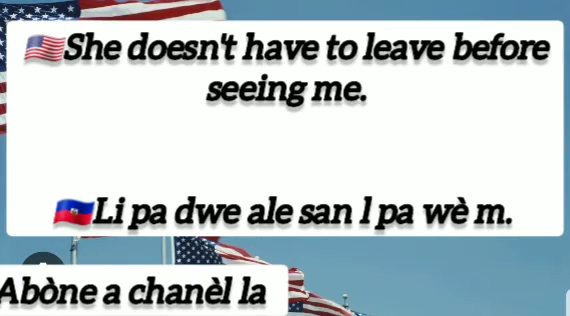 She doesn't have to leave before
seeing me.
Li pa dwe ale san l pa wè m.
Abòne a chanèl la